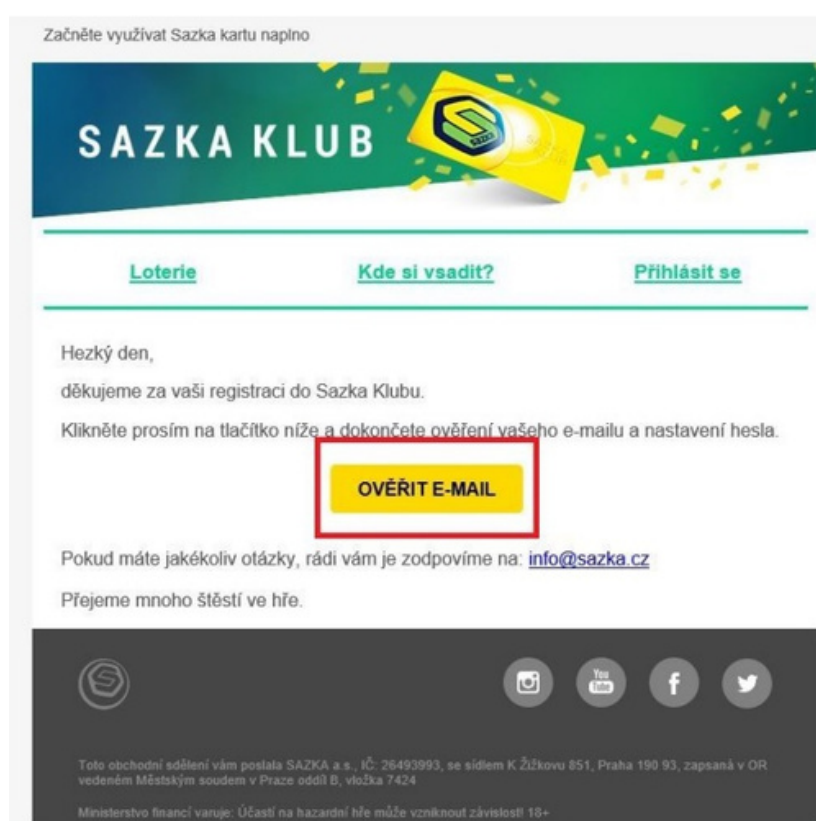 Začněte využívat Sazka kartu naplno
SAZKA KLUB
Loterie Kde si vsadit? Přihlásit se
Hezký den,
děkujeme za vaši registraci do Sazka Klubu.
Klikněte prosím na tlačítko níže a dokončete ověření vašeho e-mailu a nastavení hesla.
OVĚŘIT E-MAIL
Pokud máte jakékoliv otázky, rádi vám je zodpovíme na: info@sazka.cz
Přejeme mnoho štěstí ve hře.
You Tube
Toto obchodní sdělení vám poslala SAZKA a.s., IČ: 26493993, se sídlem K Žižkovu 851, Praha 190 93, zapsaná v OR
vedeném Městským soudem v Praze oddíl B, vložka 7424
Ministerstvo financí varuje: Účastí na hazardní hře může vzniknout závislost! 18+